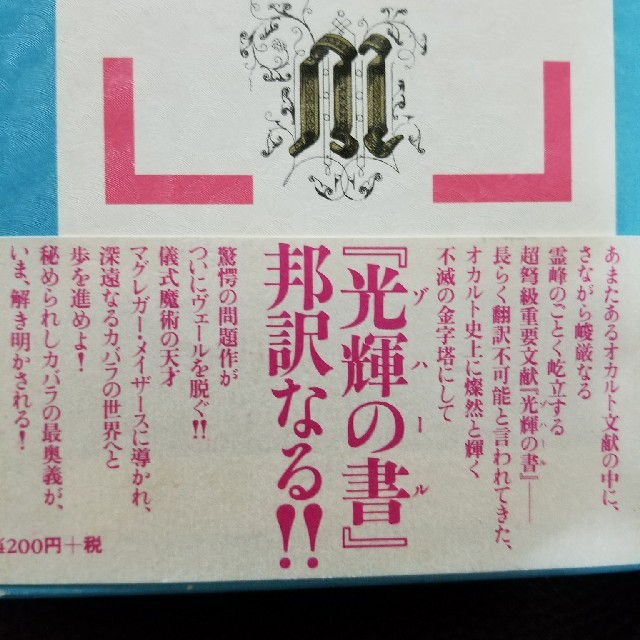 m
あまたあるオカルト文献の中に、
さながら峻厳なる
霊峰のごとく屹立する
超弩級重要文献『光輝の書』――
ゾハール
長らく翻訳不可能と言われてきた、
オカルト史上に燦然と輝く
不滅の金字塔にして
『光輝の書』
ゾハール
邦訳なる!!
驚愕の問題作が
ついにヴェールを脱ぐ!!
儀式魔術の天才
マグレガー・メイザースに導かれ、
深遠なるカバラの世界へと
歩を進めよ!
秘められしカバラの最奥義が、
いま、解き明かされる!
200円+税